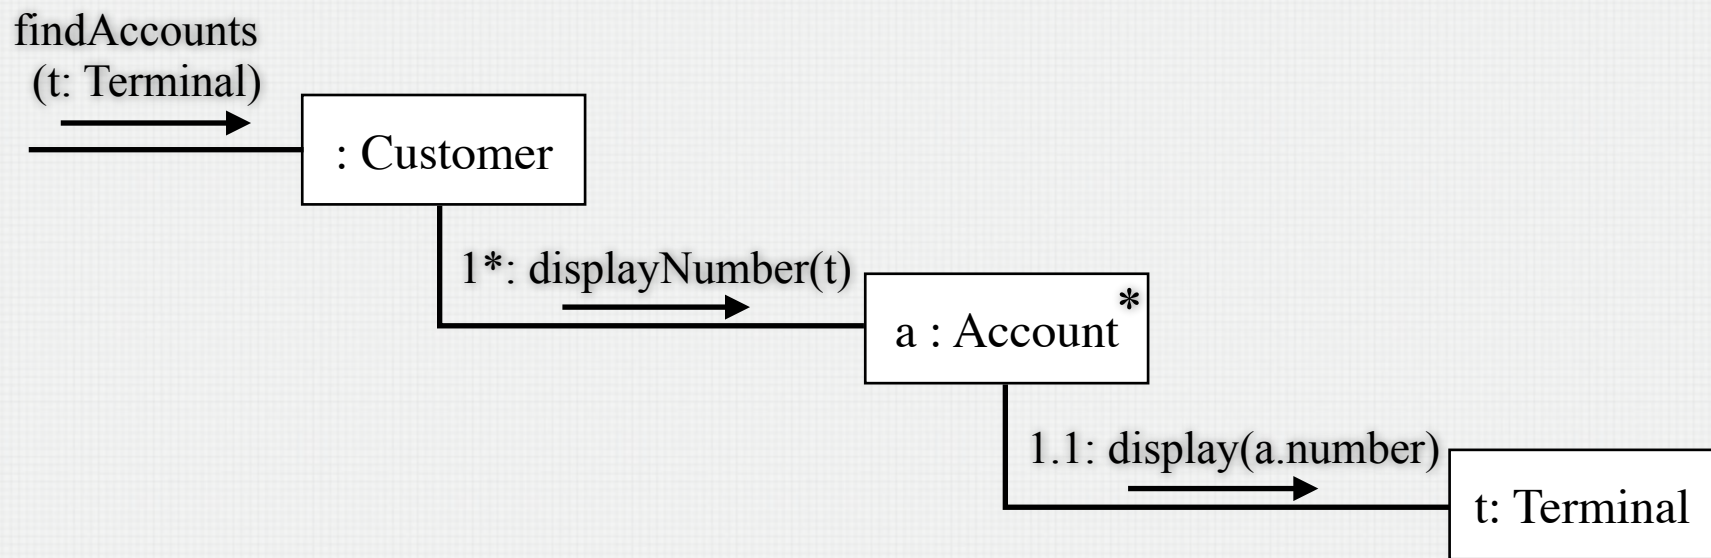 findAccounts
(t: Terminal)
: Customer
1*: displayNumber(t)
a : Account*
1.1: display(a.number)
t: Terminal